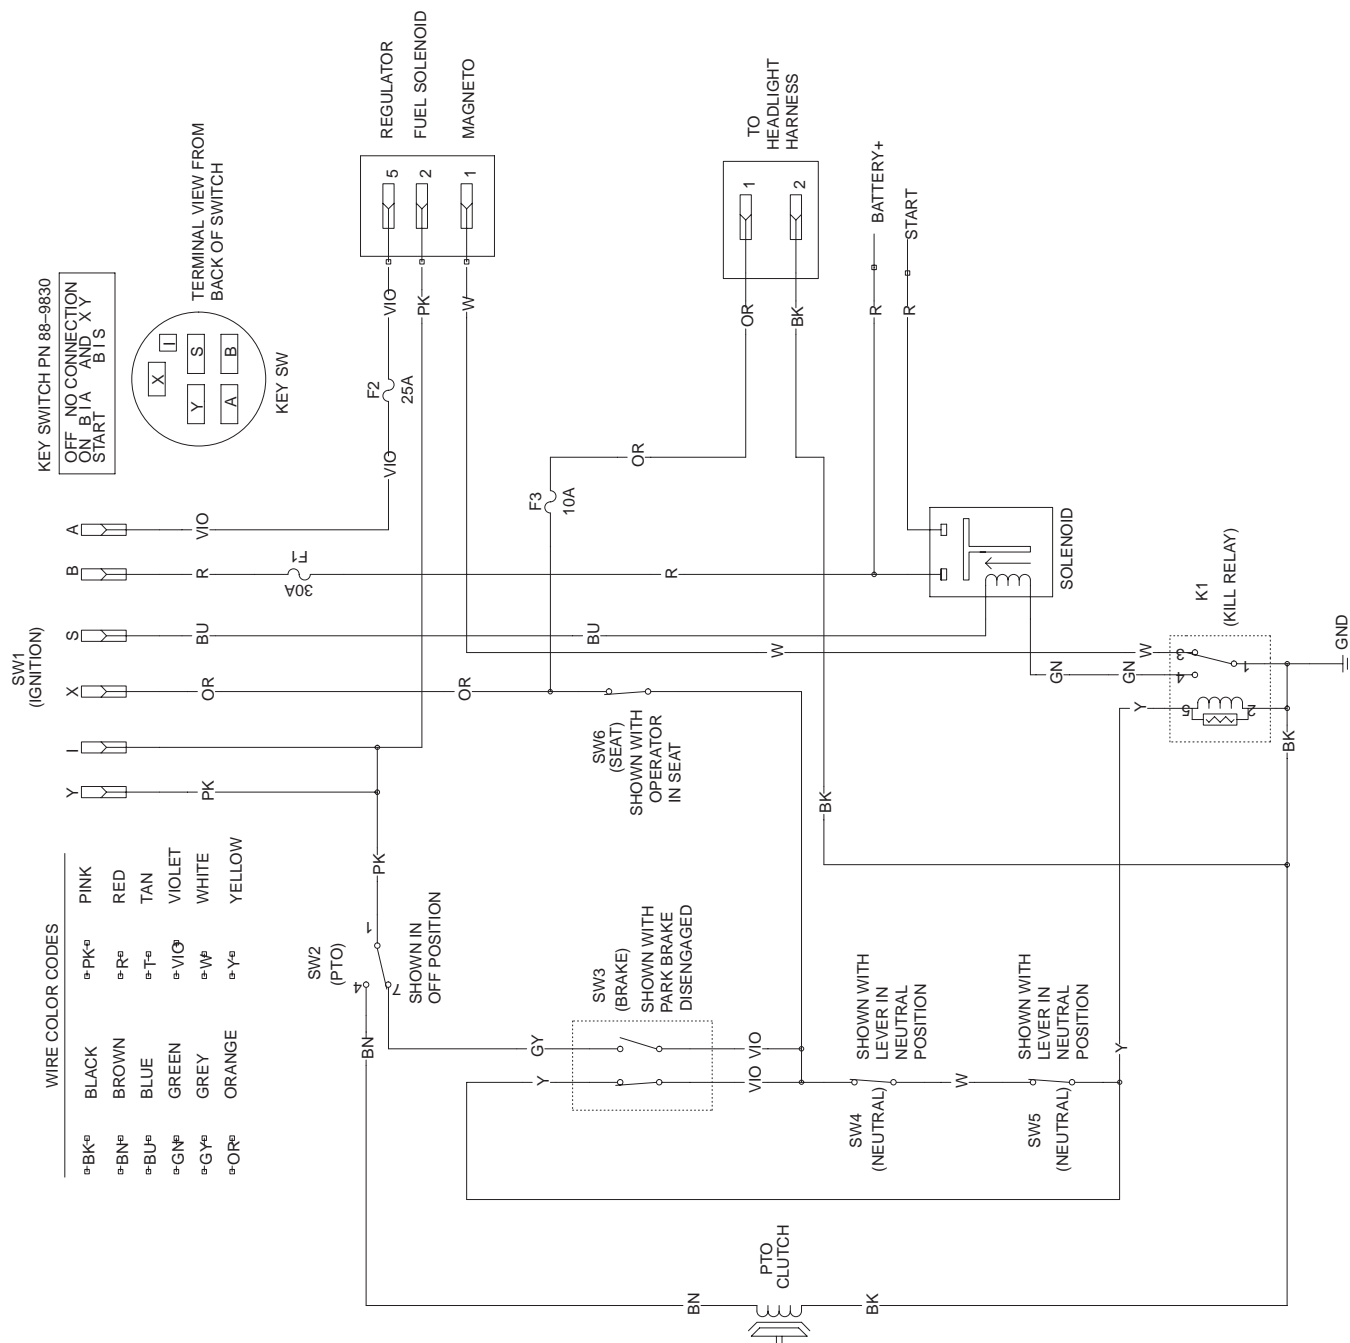 KEY SWITCH PN 88–9830
OFF NO CONNECTION
ON B I A AND X Y
START B I S
X
I
Y
S
A
B
TERMINAL VIEW FROM
BACK OF SWITCH
KEY SW
REGULATOR
FUEL SOLENOID
MAGNETO
5
2
1
VIO
PK
W
F2
25A
VIO
TO
HEADLIGHT
HARNESS
1
2
OR
BK
BATTERY+
START
R
R
SW1
(IGNITION)
A
B
S
X
I
Y
VIO
R
BU
OR
PK
F1
30A
F3
10A
OR
R
BU
OR
W
SOLENOID
K1
(KILL RELAY)
W
3
4
1
5
2
GN
GN
Y
GND
BK
SW6
(SEAT)
SHOWN WITH
OPERATOR
IN SEAT
BK
WIRE COLOR CODES
BK BLACK
BN BROWN
BU BLUE
GN GREEN
GY GREY
OR ORANGE
PK PINK
R RED
T TAN
VIO VIOLET
W WHITE
Y YELLOW
PK
SW2
(PTO)
1
4
7
SHOWN IN
OFF POSITION
BN
GY
Y
SW3
(BRAKE)
SHOWN WITH
PARK BRAKE
DISENGAGED
VIO
VIO
SHOWN WITH
LEVER IN
NEUTRAL
POSITION
SW4
(NEUTRAL)
W
SHOWN WITH
LEVER IN
NEUTRAL
POSITION
SW5
(NEUTRAL)
Y
BN
PTO
CLUTCH
BK